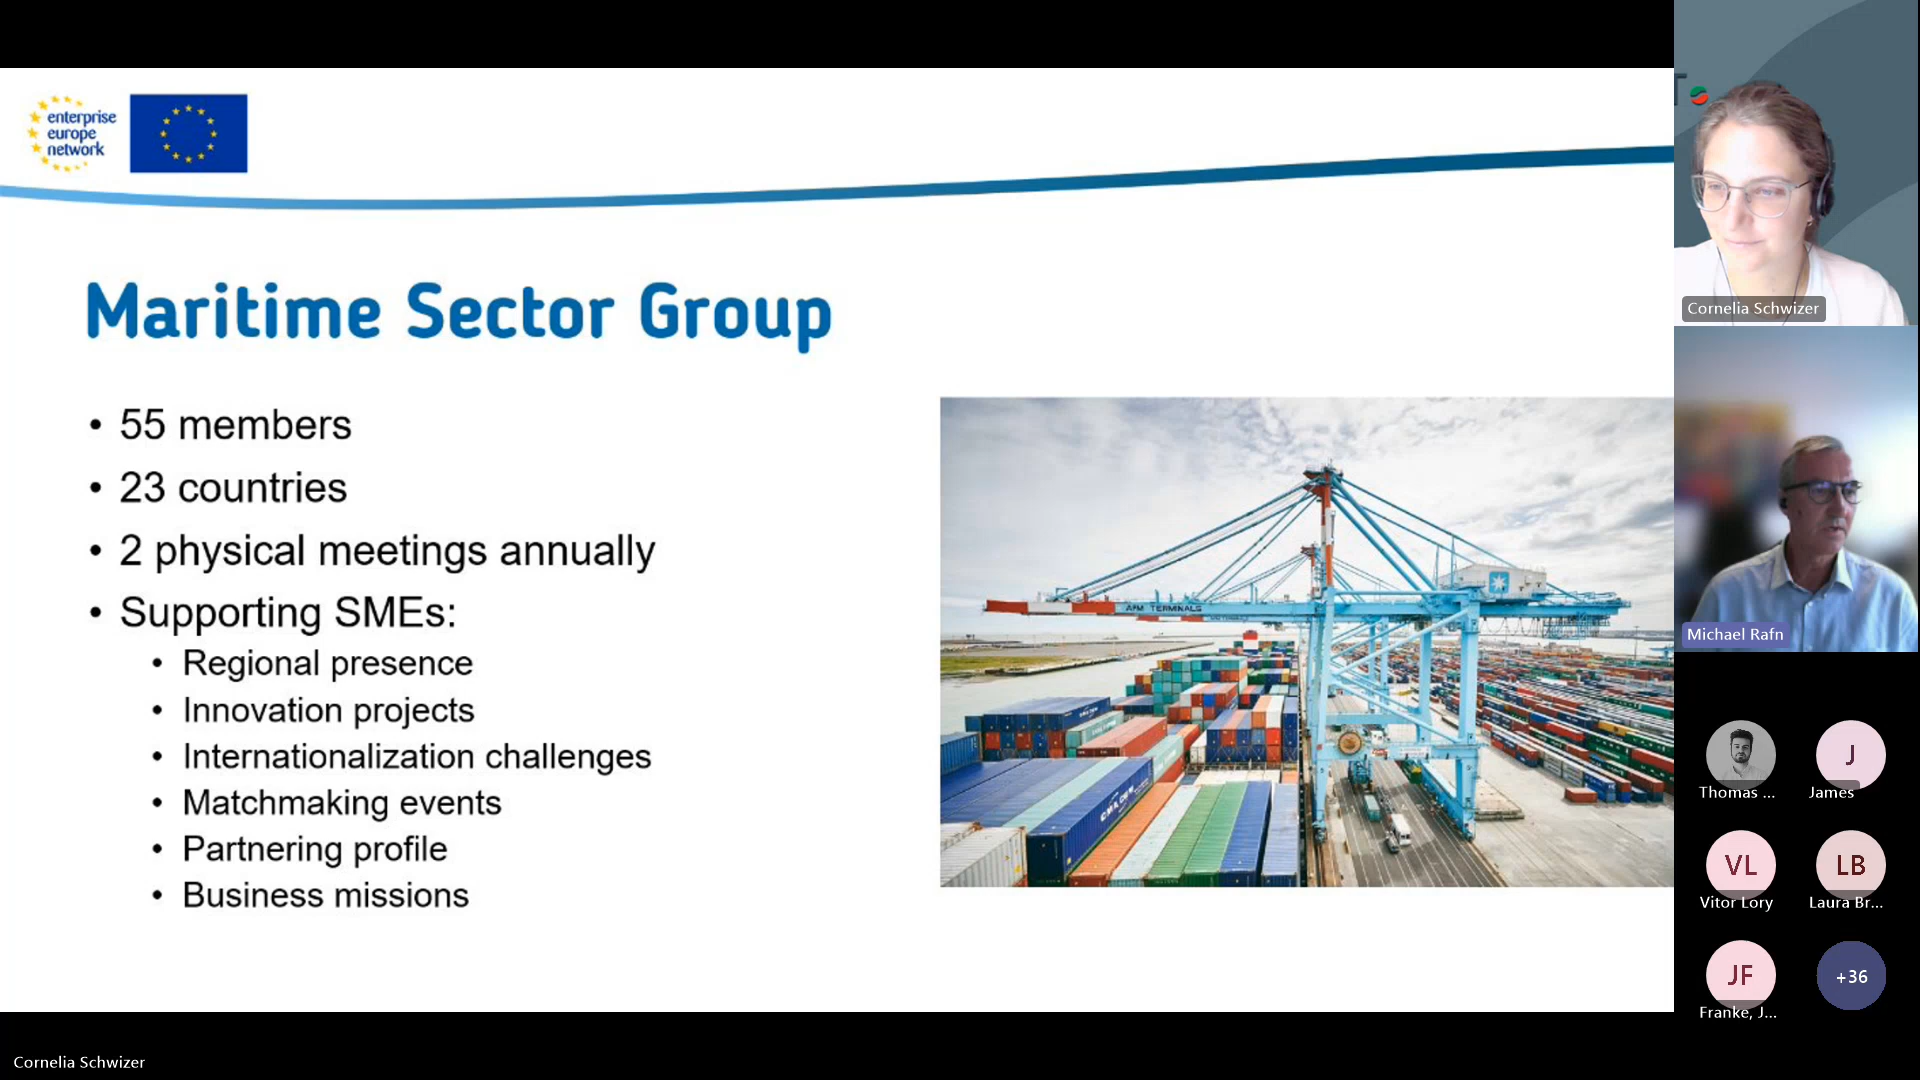 enterprise
europe
network
Maritime Sector Group
• 55 members
• 23 countries
• 2 physical meetings annually
• Supporting SMEs:
• Regional presence
• Innovation projects
• Internationalization challenges
• Matchmaking events
• Partnering profile
• Business missions
APM TERMINALS
CMA CGM
Cornelia Schwizer
Michael Rafn
Thomas ...
J
James
VL
Vitor Lory
LB
Laura Br...
JF
Franke, J...
+36
Cornelia Schwizer